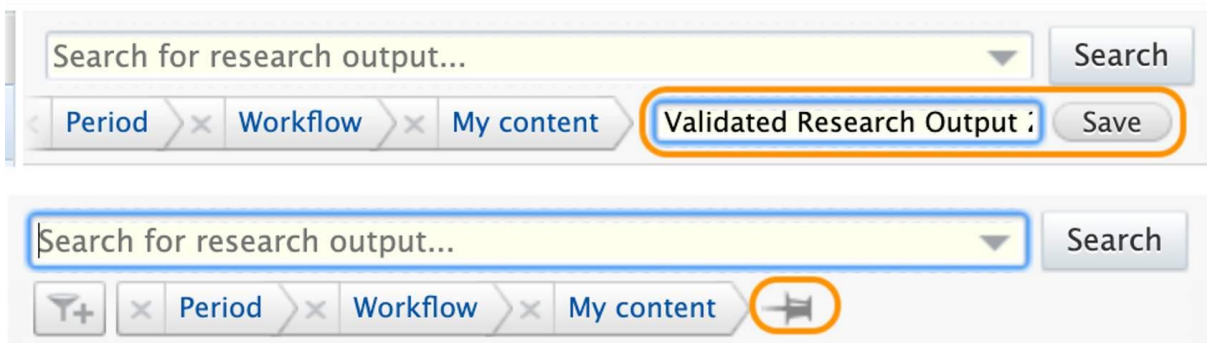 Search for research output... Search
Period Workflow My content Validated Research Output Save
Search for research output... Search
Period Workflow My content